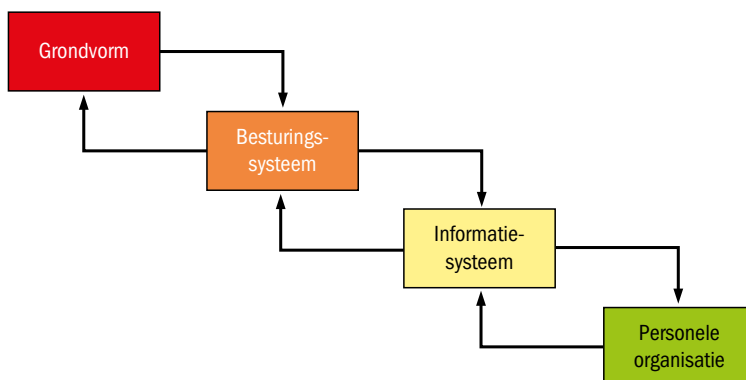 Grondvorm
Besturings-
systeem
Informatie-
systeem
Personele
organisatie